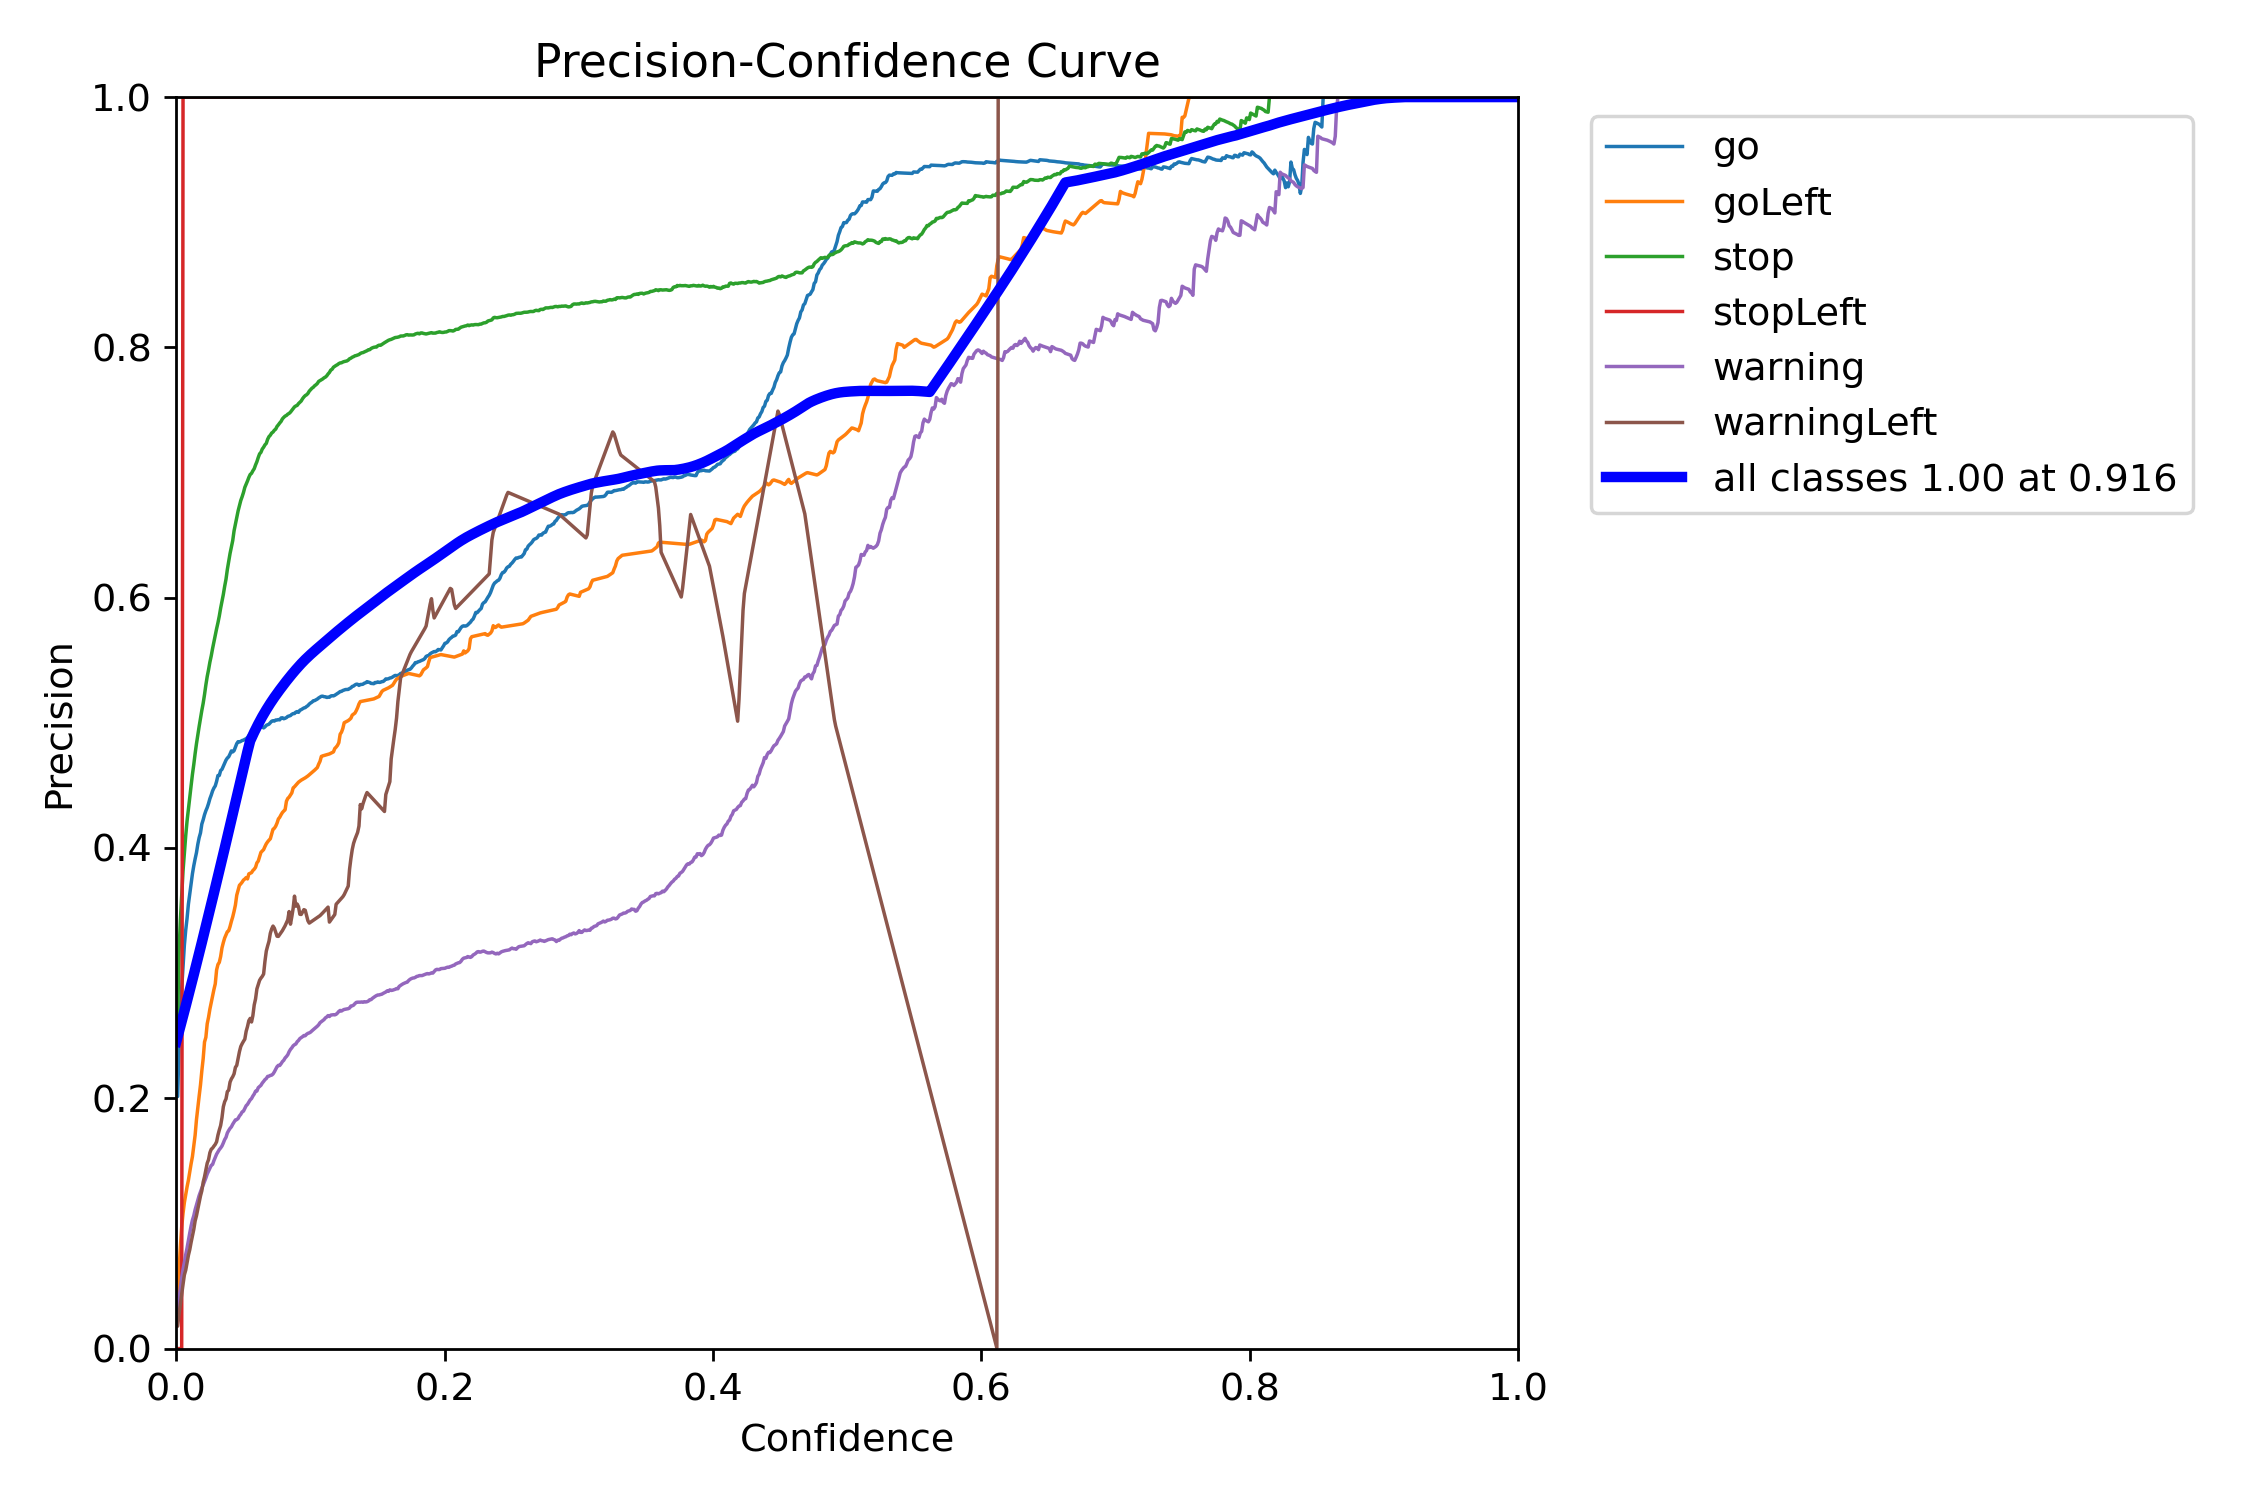 Precision-Confidence Curve
1.0
0.8
0.6
0.4
0.2
0.0
Precision
0.0 0.2 0.4 0.6 0.8 1.0
Confidence
go
goLeft
stop
stopLeft
warning
warningLeft
all classes 1.00 at 0.916